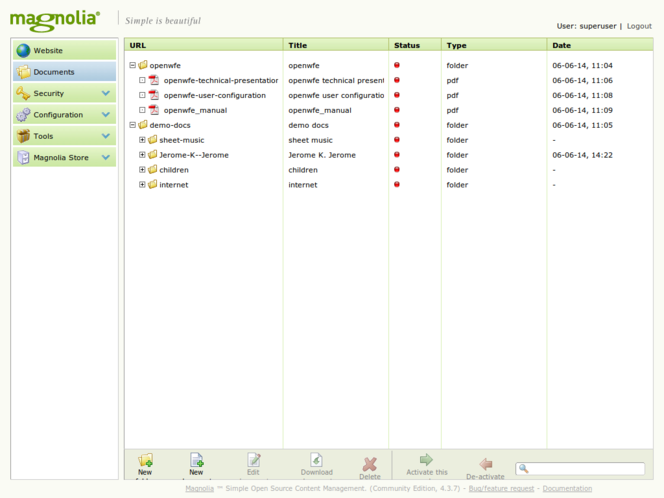 magnolia®
Simple is beautiful
User: superuser | Logout
Website
Documents
Security
Configuration
Tools
Magnolia Store
URL Title Status Type Date
openwfe openwfe folder 06-06-14, 11:04
openwfe-technical-presentation openwfe technical present pdf 06-06-14, 11:06
openwfe-user-configuration openwfe user configuratio pdf 06-06-14, 11:08
openwfe_manual openwfe_manual pdf 06-06-14, 11:09
demo-docs demo docs folder 06-06-14, 11:05
sheet-music sheet music folder -
Jerome-K--Jerome Jerome K. Jerome folder 06-06-14, 14:22
children children folder -
internet internet folder -
New New Edit Download Delete Activate this De-activate
Magnolia ™ Simple Open Source Content Management. (Community Edition, 4.3.7) - Bug/feature request - Documentation